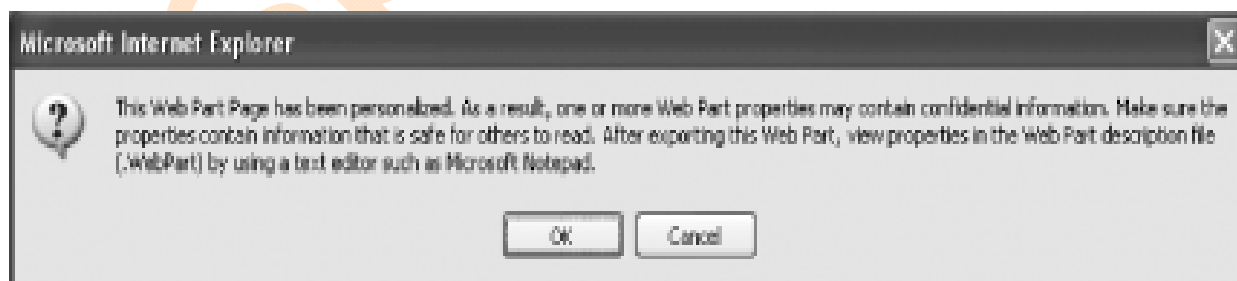 Microsoft Internet Explorer
This Web Part Page has been personalized. As a result, one or more Web Part properties may contain confidential information. Make sure the
properties contain information that is safe for others to read. After exporting this Web Part, view properties in the Web Part description file
(.WebPart) by using a text editor such as Microsoft Notepad.
OK Cancel